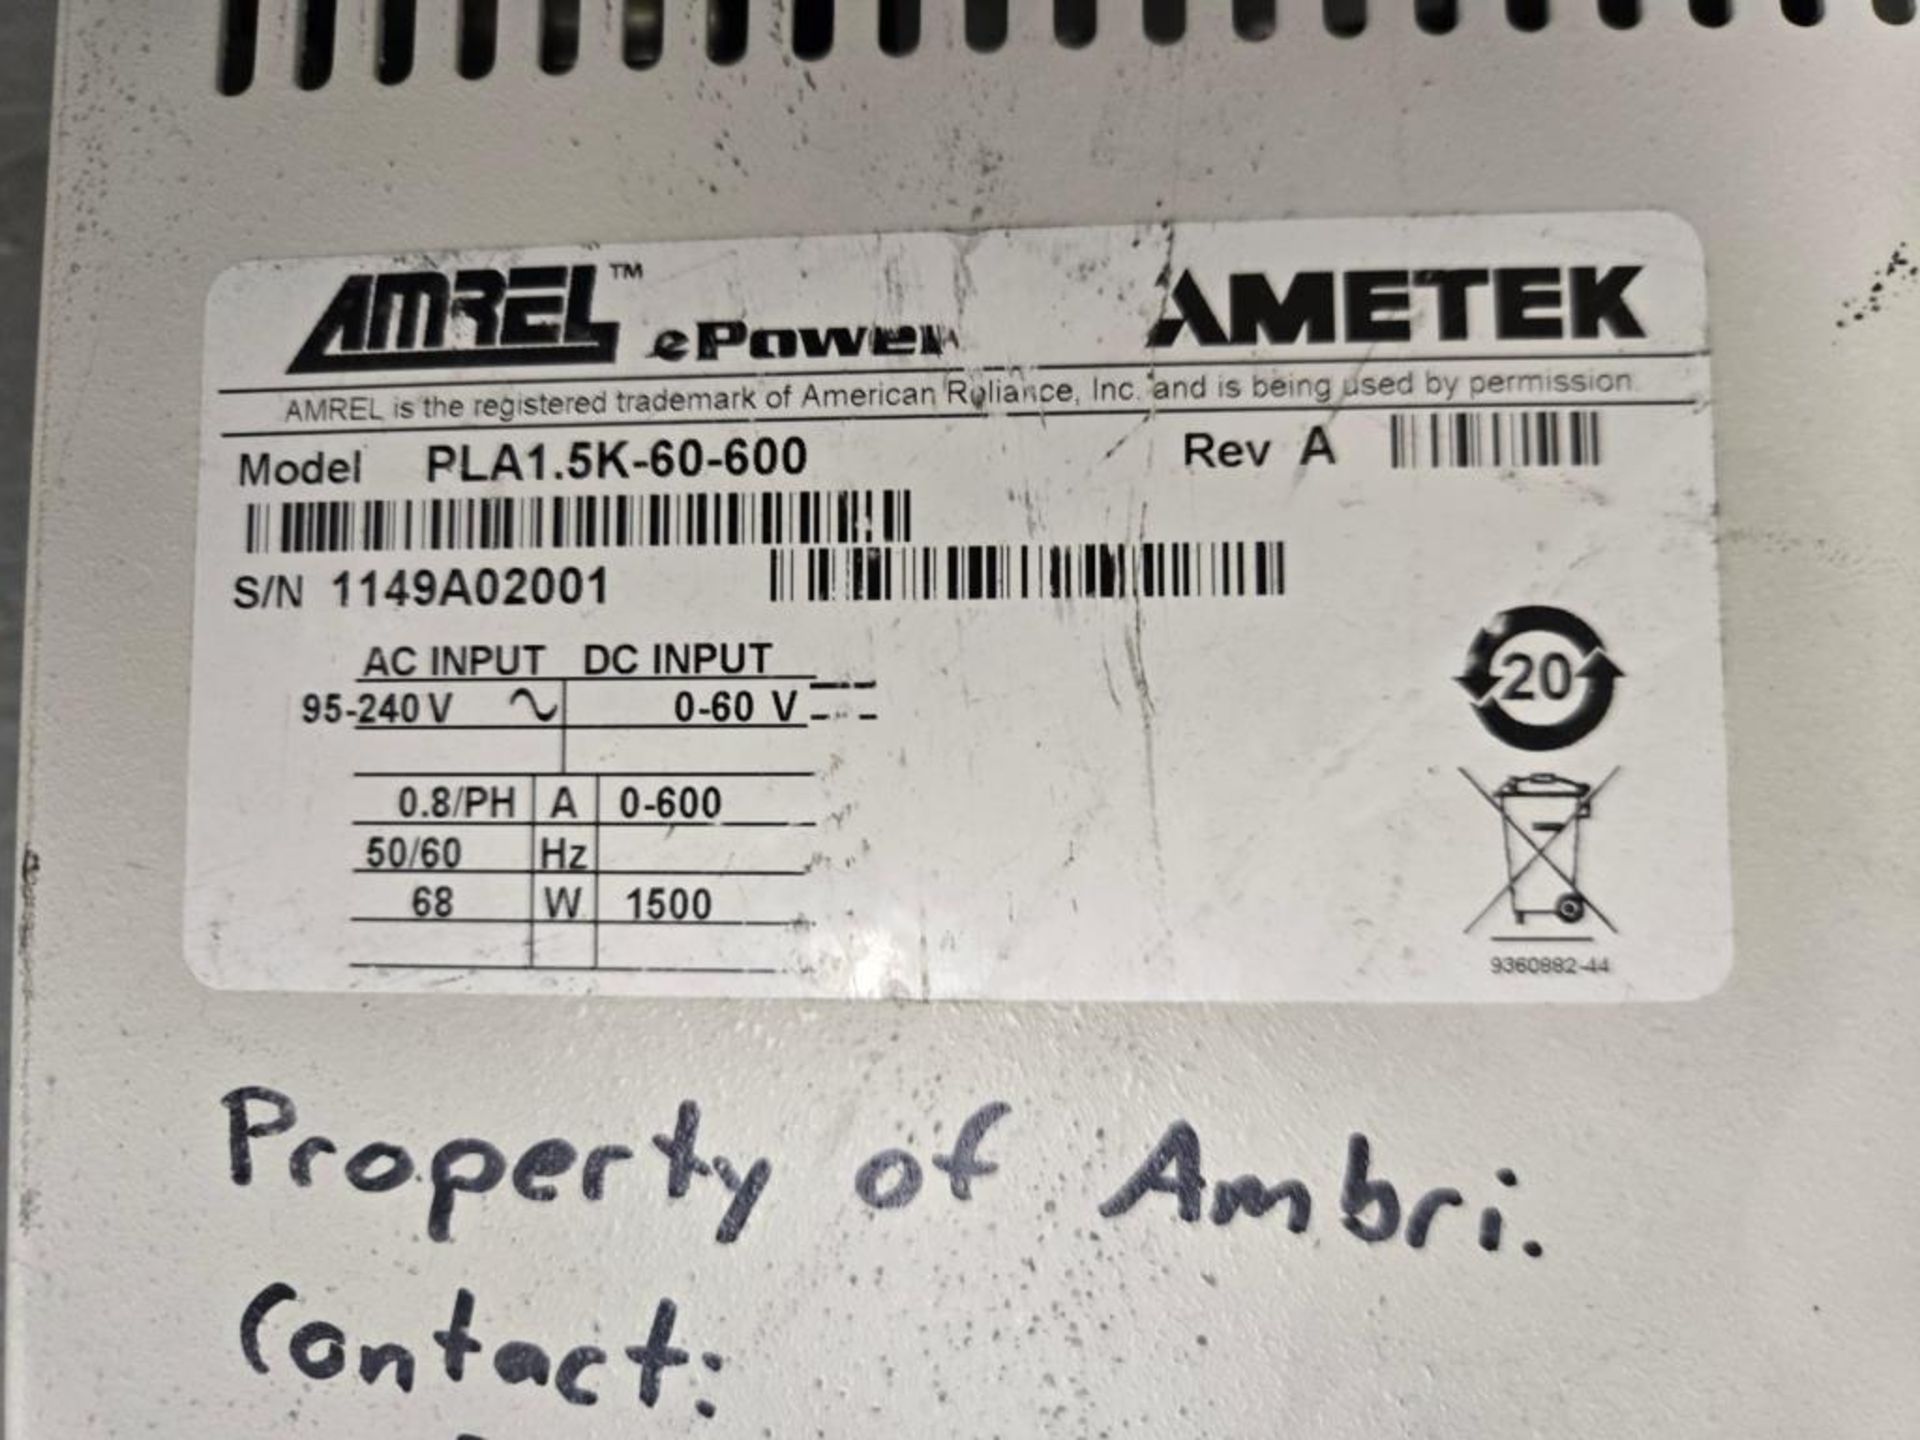 AMREL™ ePower AMETEK
AMREL is the registered trademark of American Reliance, Inc. and is being used by permission
Model PLA1.5K-60-600 Rev A
S/N 1149A02001
AC INPUT DC INPUT
95-240 V ∿ 0-60 V
0.8/PH A 0-600
50/60 Hz
68 W 1500
20
9360882-44
Property of Ambri.
Contact: